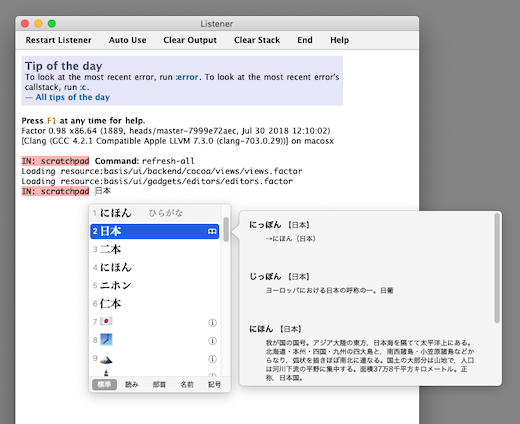 Listener
Restart Listener Auto Use Clear Output Clear Stack End Help
Tip of the day
To look at the most recent error, run :error. To look at the most recent error's
callstack, run :c.
— All tips of the day
Press F1 at any time for help.
Factor 0.98 x86.64 (1889, heads/master-7999e72aec, Jul 30 2018 12:10:02)
[Clang (GCC 4.2.1 Compatible Apple LLVM 7.3.0 (clang-703.0.29))] on macosx
IN: scratchpad Command: refresh-all
Loading resource:basis/ui/backend/cocoa/views/views.factor
Loading resource:basis/ui/gadgets/editors/editors.factor
IN: scratchpad 日本
1 にほん ひらがな
2 日本
3 二本
4 にほん
5 ニホン
6 仁本
7
8
9
標準 読み 部首 名前 記号
にっぽん 【日本】
→にほん（日本）
じっぽん 【日本】
ヨーロッパにおける日本の呼称の一。日葡
にほん 【日本】
我が国の国号。アジア大陸の東方，日本海を隔てて太平洋上にある。
北海道・本州・四国・九州の四大島と，南西諸島・小笠原諸島などか
らなり，弧状を描きほぼ南北に連なる。国土の大部分は山地で，人口
は河川下流の平野に集中する。面積37万8千平方キロメートル。正
称，日本国。